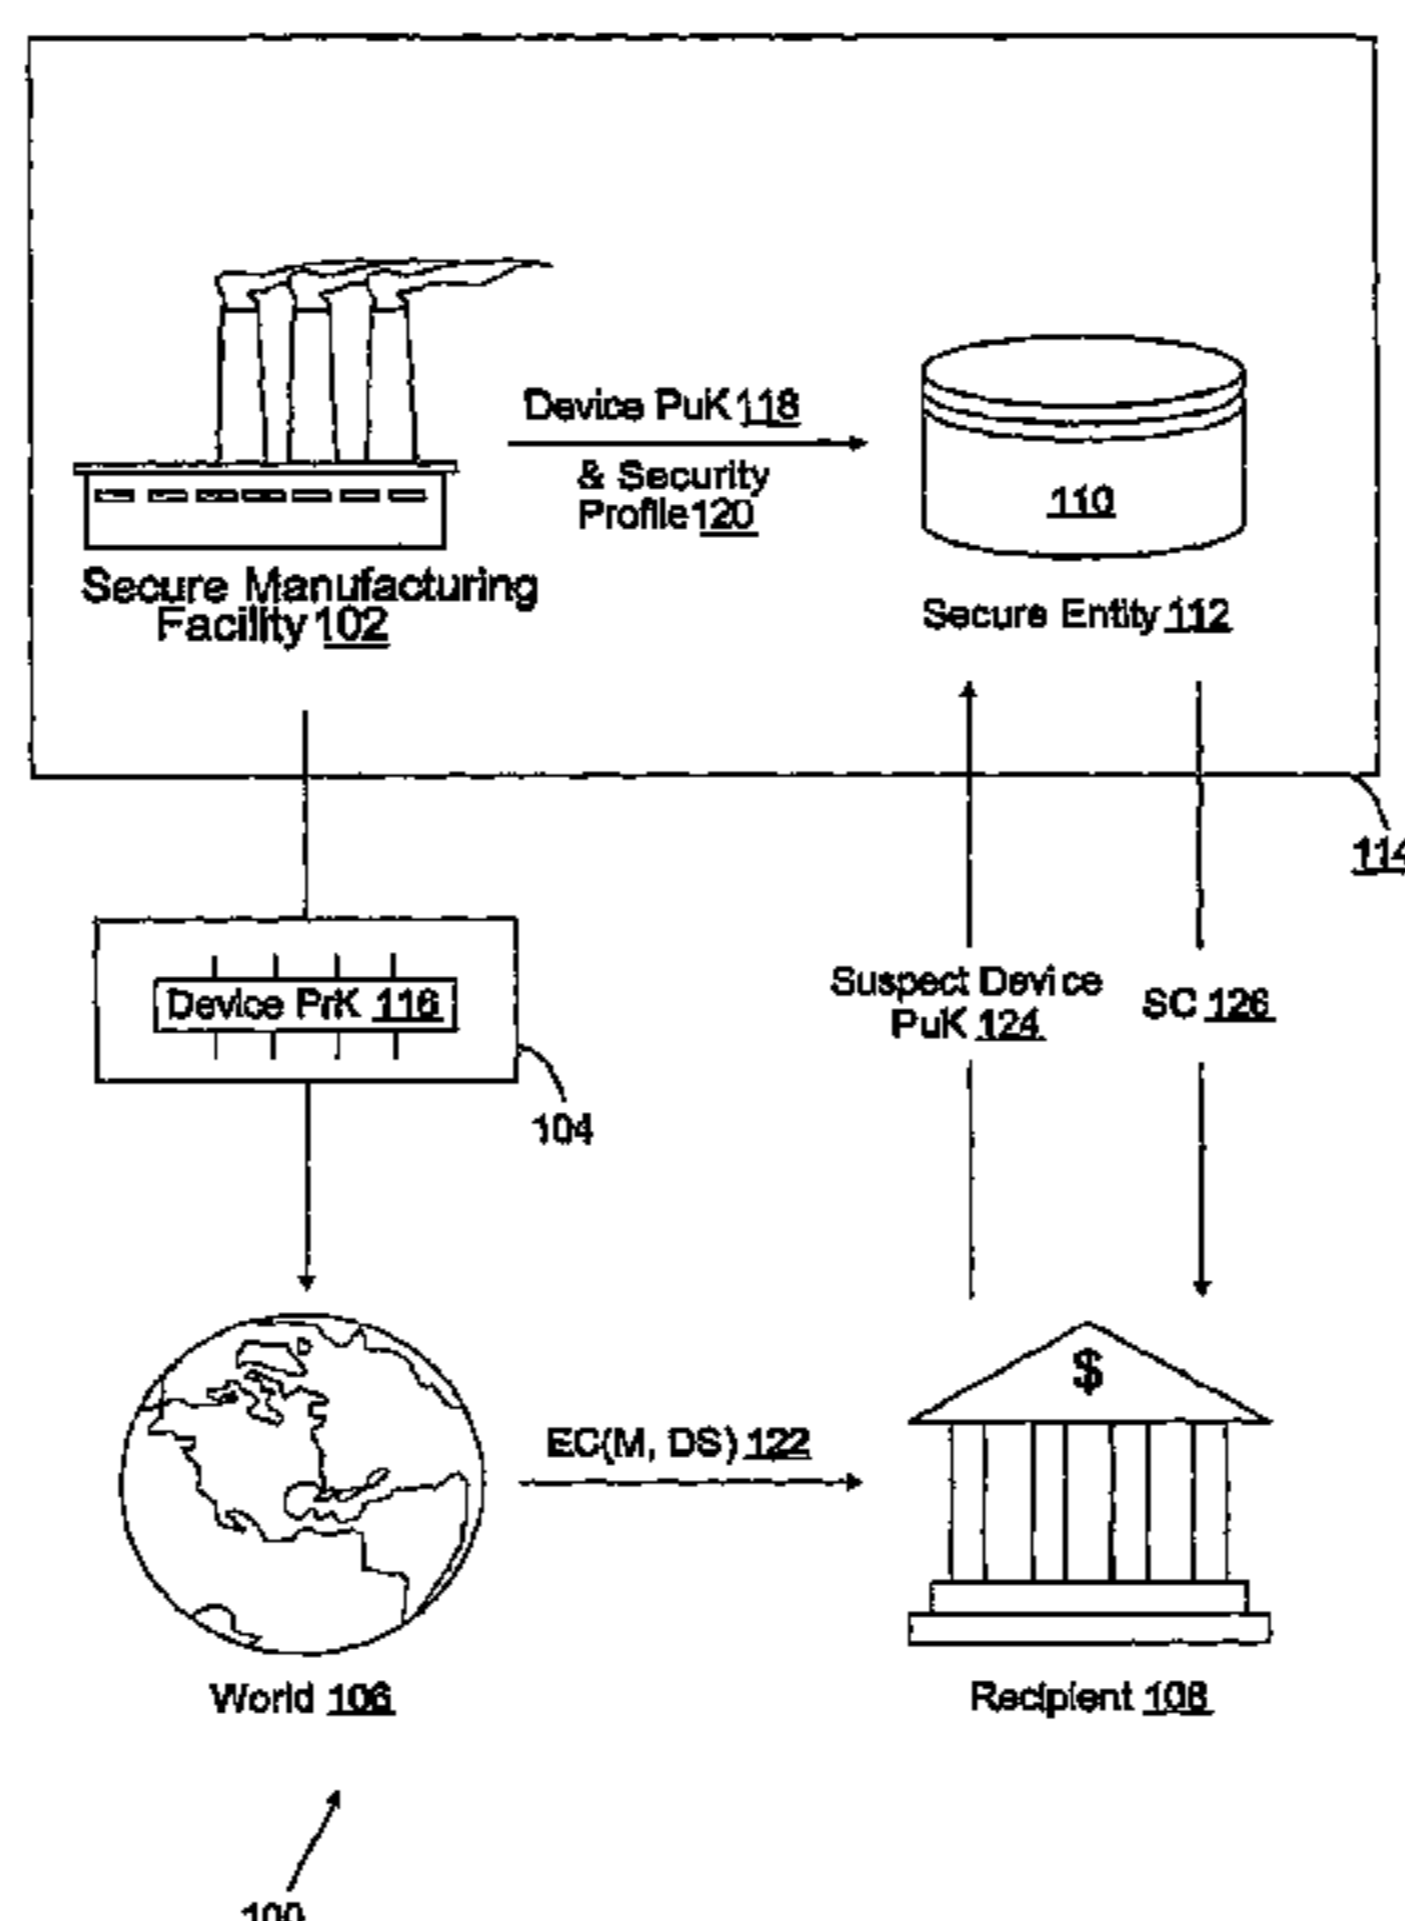 Device PuK 118
& Security
Profile 120
110
Secure Manufacturing
Facility 102
Secure Entity 112
114
Device PrK 116
Suspect Device
PuK 124
SC 126
104
$
EC(M, DS) 122
World 106
Recipient 108
100